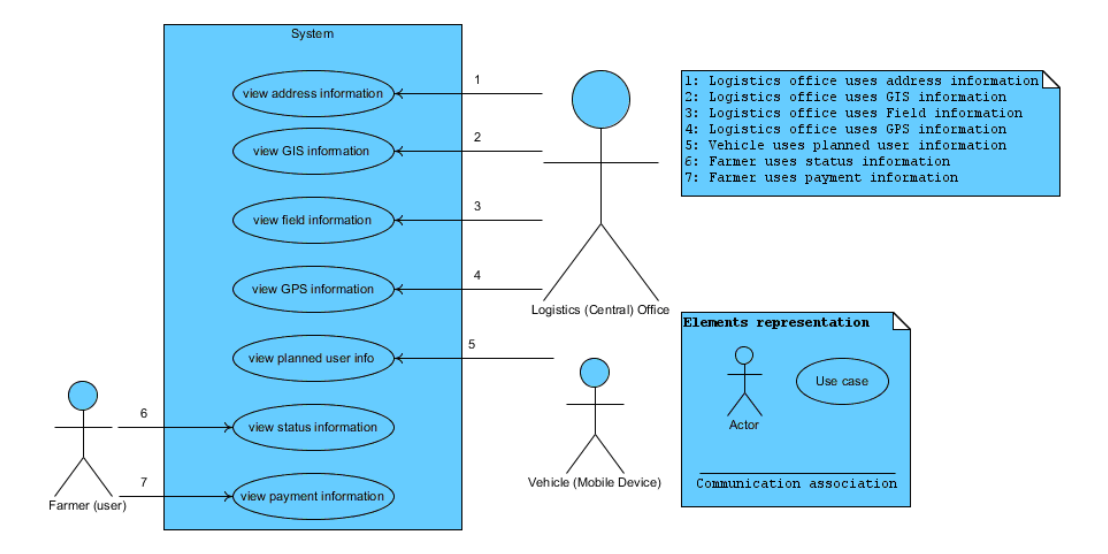 System
view address information
1
view GIS information
2
view field information
3
view GPS information
4
Logistics (Central) Office
view planned user info
5
Vehicle (Mobile Device)
6
view status information
7
view payment information
Farmer (user)
1: Logistics office uses address information
2: Logistics office uses GIS information
3: Logistics office uses Field information
4: Logistics office uses GPS information
5: Vehicle uses planned user information
6: Farmer uses status information
7: Farmer uses payment information
Elements representation
Actor
Use case
Communication association